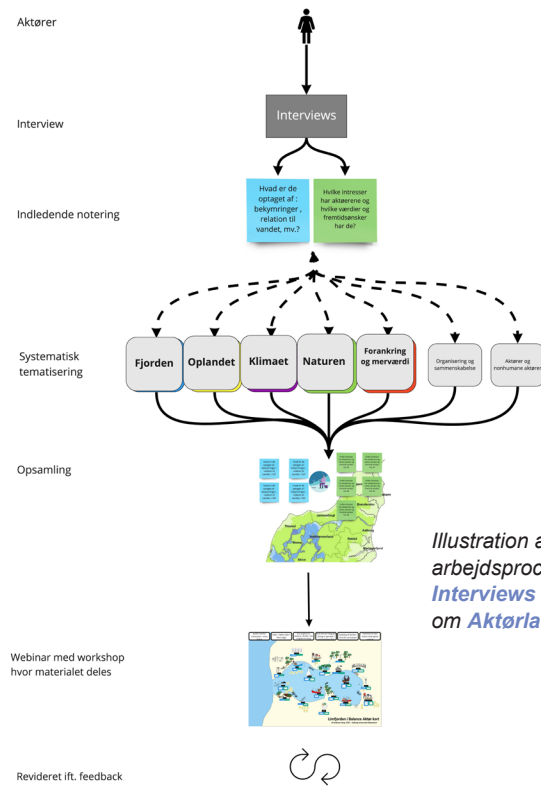 Aktører
Interview
Interviews
Indledende notering
Hvad er de
optaget af :
bekymringer ,
relation til
vandet, mv.?
Hvilke intresser
har aktøerene og
hvilke værdier og
fremtidsønsker
har de?
Systematisk
tematisering
Fjorden
Oplandet
Klimaet
Naturen
Forankring
og merværdi
Organisering og
sammenskabelse
Aktører og
nonhumane aktører
Opsamling
Illustration a
arbejdsproc
Interviews
om Aktørla
Webinar med workshop
hvor materialet deles
Limfjorden i Balance Aktør kort
Revideret ift. feedback